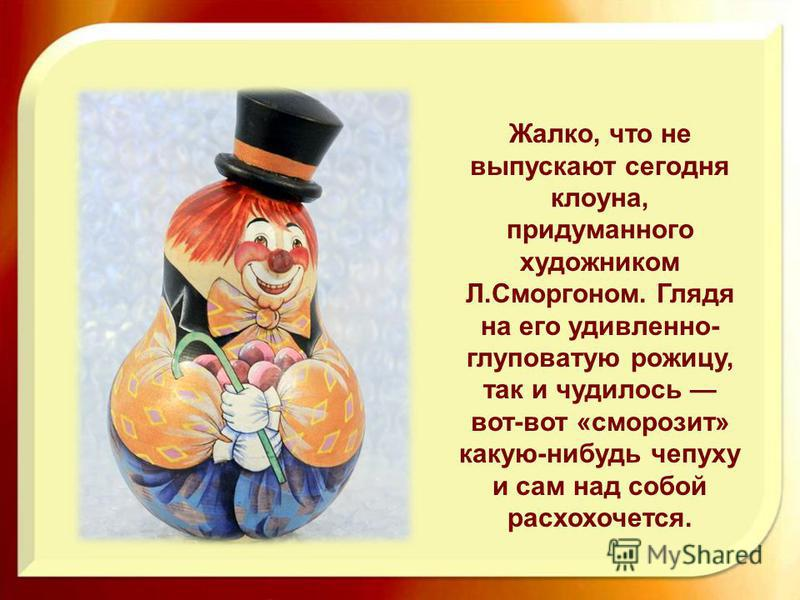 Жалко, что не
выпускают сегодня
клоуна,
придуманного
художником
Л.Сморгоном. Глядя
на его удивленно-
глуповатую рожицу,
так и чудилось —
вот-вот «сморозит»
какую-нибудь чепуху
и сам над собой
расхохочется.
MyShared